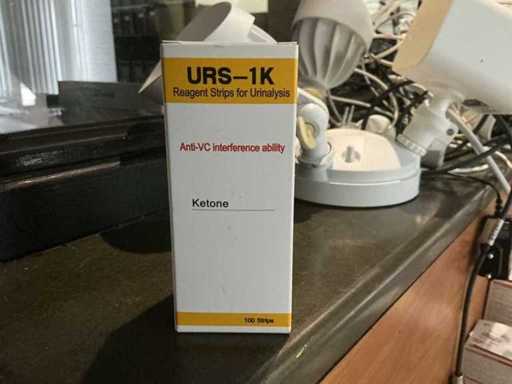 URS–1K
Reagent Strips for Urinalysis
Anti-VC interference ability
Ketone
100 Strips